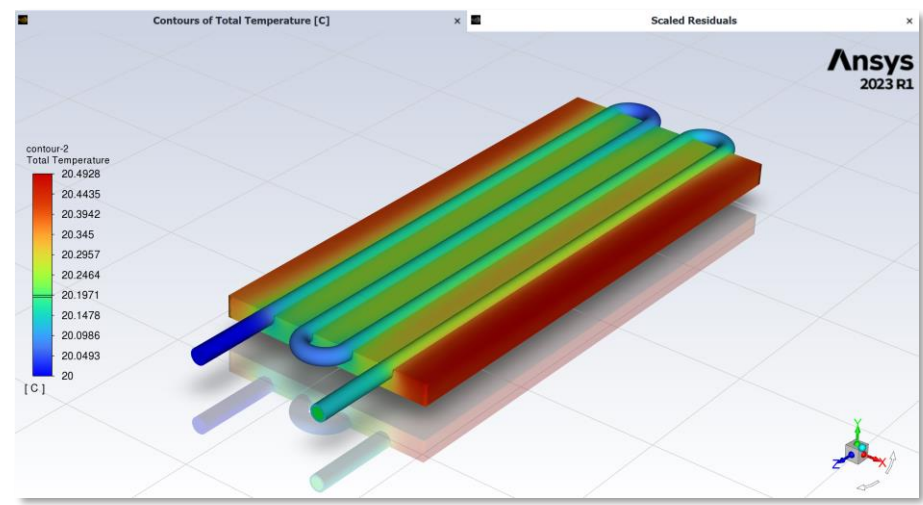 Contours of Total Temperature [C]
×
Scaled Residuals
×
Ansys
2023 R1
contour-2
Total Temperature
20.4928
20.4435
20.3942
20.345
20.2957
20.2464
20.1971
20.1478
20.0986
20.0493
20
[ C ]
Y
Z
X